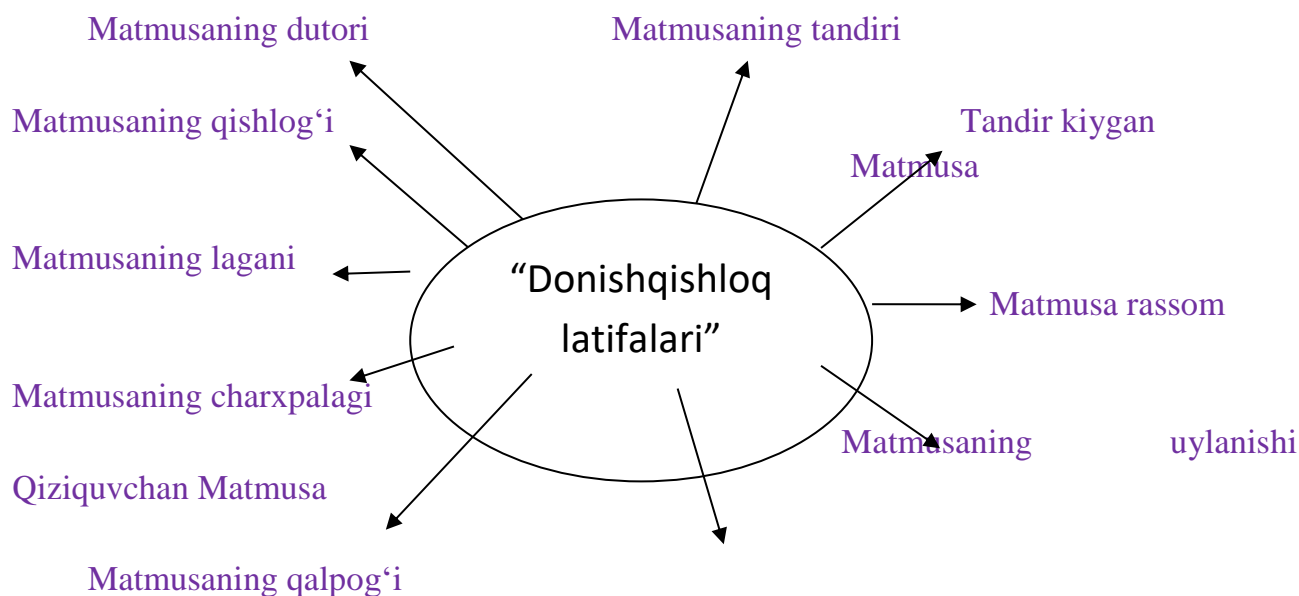 Matmusaning dutori Matmusaning tandiri
Matmusaning qishlog‘i Tandir kiygan
Matmusa
Matmusaning lagani
“Donishqishloq
latifalari”
Matmusa rassom
Matmusaning charxpalagi
Matmusaning uylanishi
Qiziquvchan Matmusa
Matmusaning qalpog‘i